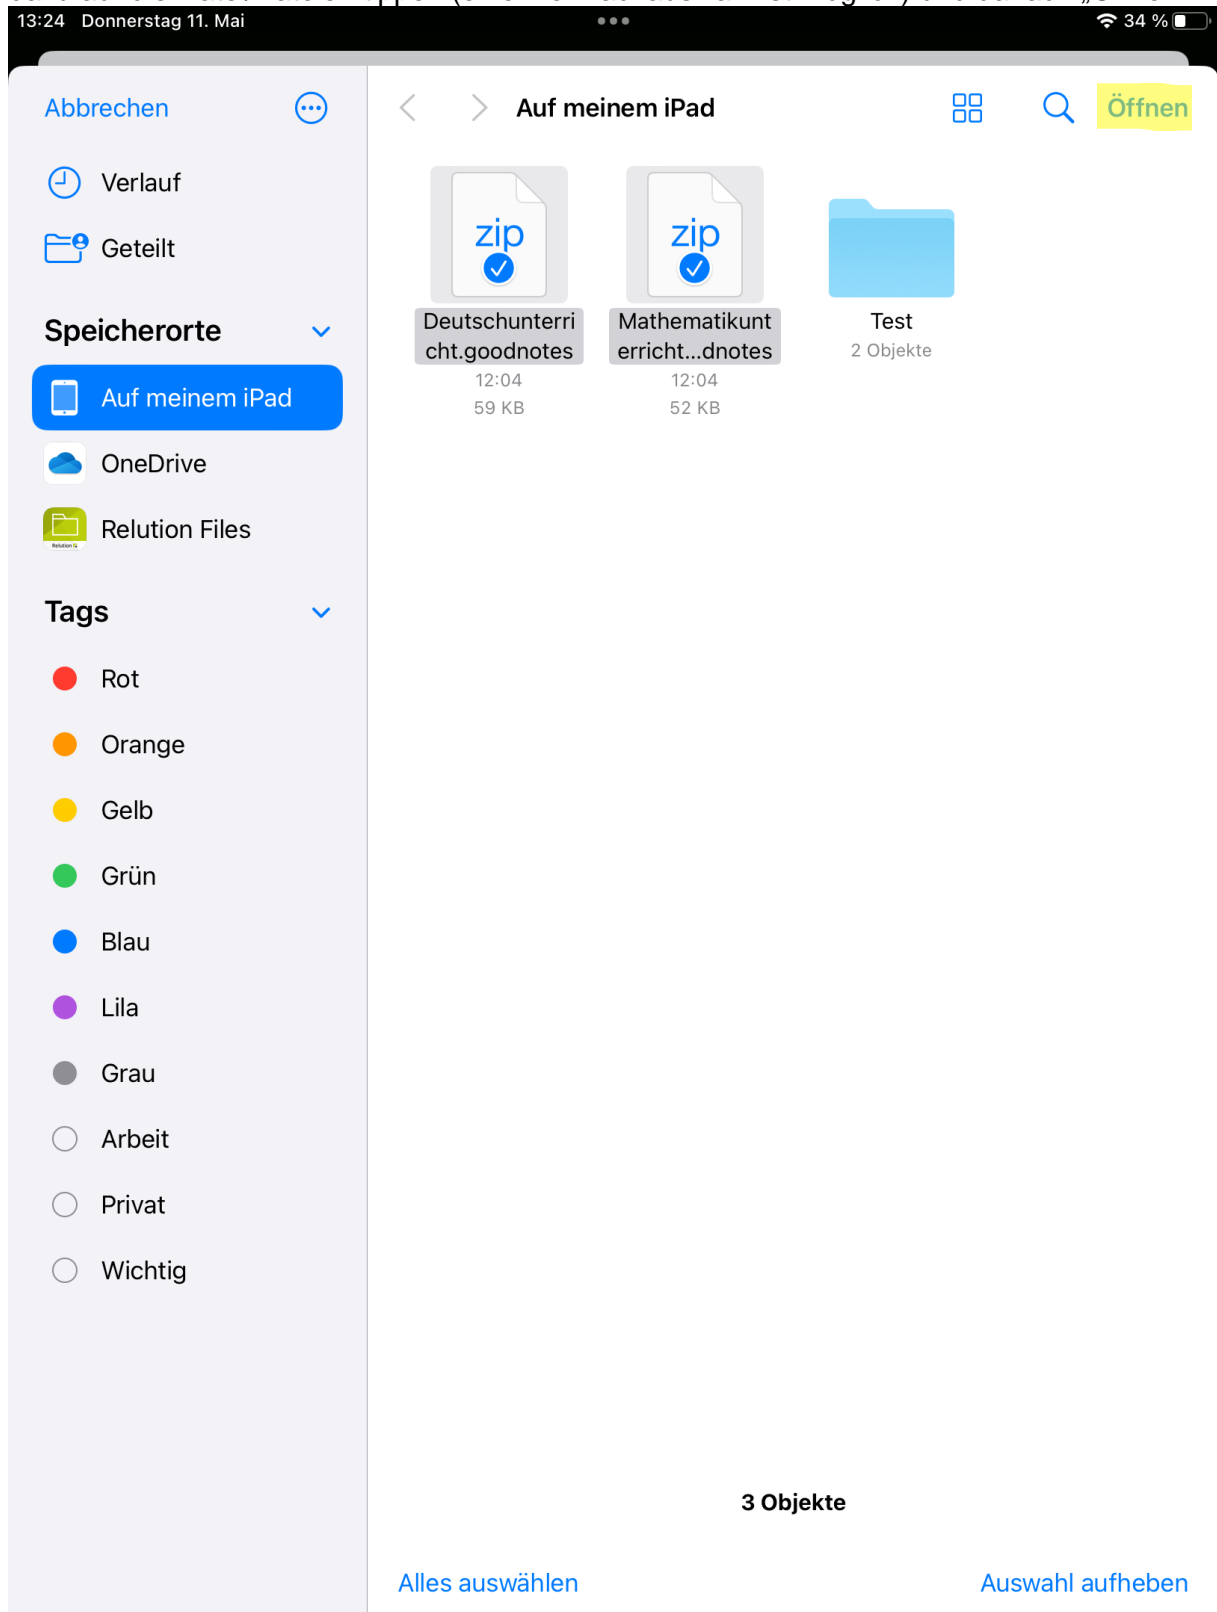 13:24 Donnerstag 11. Mai
34 %
Abbrechen
Auf meinem iPad
Öffnen
Verlauf
Geteilt
Speicherorte
Auf meinem iPad
OneDrive
Relution Files
Tags
Rot
Orange
Gelb
Grün
Blau
Lila
Grau
Arbeit
Privat
Wichtig
zip
zip
Deutschunterri
cht.goodnotes
12:04
59 KB
Mathematikunt
erricht...dnotes
12:04
52 KB
Test
2 Objekte
3 Objekte
Alles auswählen
Auswahl aufheben